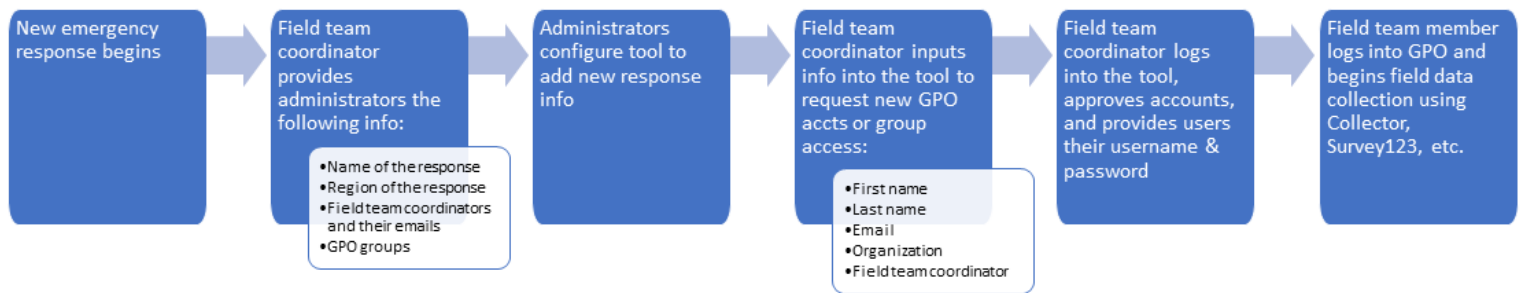 New emergency
response begins
Field team
coordinator
provides
administrators the
following info:
•Name of the response
•Region of the response
•Field team coordinators
and their emails
•GPO groups
Administrators
configure tool to
add new response
info
Field team
coordinator inputs
info into the tool to
request new GPO
accts or group
access:
•First name
•Last name
•Email
•Organization
•Field team coordinator
Field team
coordinator logs
into the tool,
approves accounts,
and provides users
their username &
password
Field team member
logs into GPO and
begins field data
collection using
Collector,
Survey123, etc.